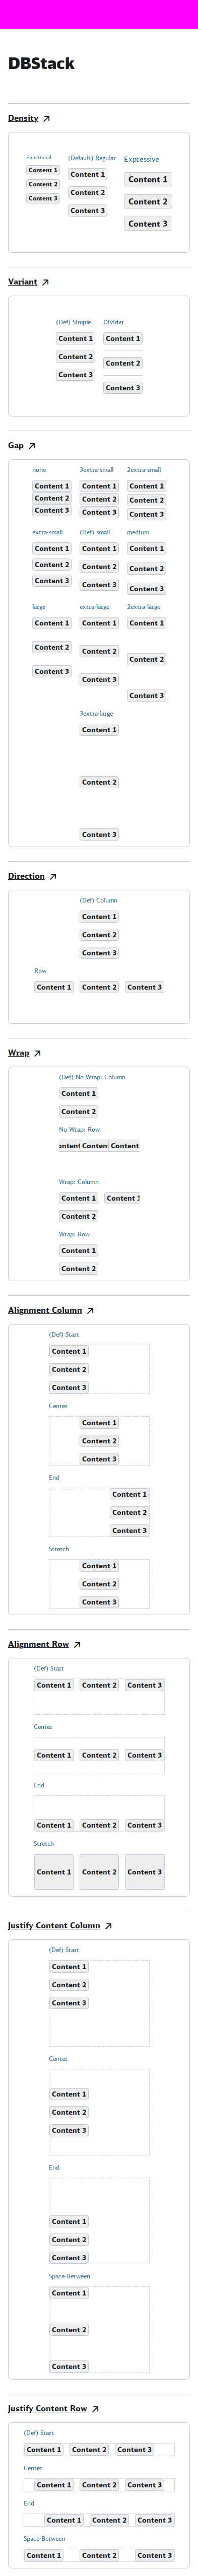 DBStack
Density
Functional (Default) Regular Expressive
Content 1 Content 1 Content 1
Content 2 Content 2 Content 2
Content 3 Content 3 Content 3
Variant
(Def) Simple Divider
Content 1 Content 1
Content 2 Content 2
Content 3 Content 3
Gap
none 3extra-small 2extra-small
Content 1 Content 1 Content 1
Content 2 Content 2 Content 2
Content 3 Content 3 Content 3
extra-small (Def) small medium
Content 1 Content 1 Content 1
Content 2 Content 2 Content 2
Content 3 Content 3 Content 3
large extra-large 2extra-large
Content 1 Content 1 Content 1
Content 2 Content 2 Content 2
Content 3 Content 3 Content 3
3extra-large
Content 1
Content 2
Content 3
Direction
(Def) Column
Content 1
Content 2
Content 3
Row
Content 1 Content 2 Content 3
Wrap
(Def) No Wrap: Column
Content 1
Content 2
No Wrap: Row
ontent Conten Content
Wrap: Column
Content 1 Content 3
Content 2
Wrap: Row
Content 1
Content 2
Alignment Column
(Def) Start
Content 1
Content 2
Content 3
Center
Content 1
Content 2
Content 3
End
Content 1
Content 2
Content 3
Stretch
Content 1
Content 2
Content 3
Alignment Row
(Def) Start
Content 1 Content 2 Content 3
Center
Content 1 Content 2 Content 3
End
Content 1 Content 2 Content 3
Stretch
Content 1 Content 2 Content 3
Justify Content Column
(Def) Start
Content 1
Content 2
Content 3
Center
Content 1
Content 2
Content 3
End
Content 1
Content 2
Content 3
Space-Between
Content 1
Content 2
Content 3
Justify Content Row
(Def) Start
Content 1 Content 2 Content 3
Center
Content 1 Content 2 Content 3
End
Content 1 Content 2 Content 3
Space-Between
Content 1 Content 2 Content 3